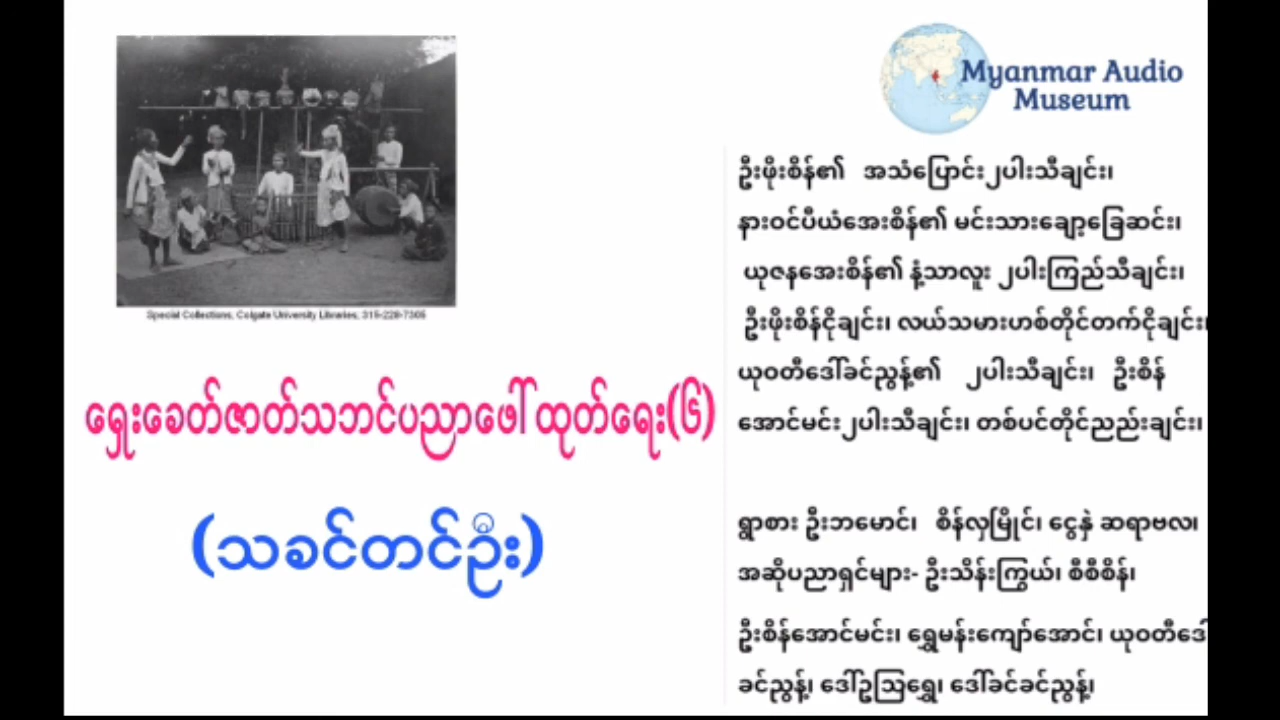 Myanmar Audio
Museum
Special Collections, Colgate University Libraries, 315-228-7305
ရှေးခေတ်ဇာတ်သဘင်ပညာဖေါ်ထုတ်ရေး(၆)
(သခင်တင်ဦး)
ဦးဖိုးစိန်၏ အသံပြောင်း၂ပါးသီချင်း၊
နားဝင်ပီယံအေးစိန်၏ မင်းသားချော့ခြေဆင်း၊
ယုဇနအေးစိန်၏ နံ့သာလူး ၂ပါးကြည်သီချင်း၊
ဦးဖိုးစိန်ငိုချင်း၊ လယ်သမားဟစ်တိုင်တက်ငိုချင်း၊
ယုဝတီဒေါ်ခင်ညွန့်၏ ၂ပါးသီချင်း၊ ဦးစိန်
အောင်မင်း၂ပါးသီချင်း၊ တစ်ပင်တိုင်ညည်းချင်း၊
ရွာစား ဦးဘမောင်၊ စိန်လှမြိုင်၊ ငွေနဲ့ ဆရာဗလ၊
အဆိုပညာရှင်များ- ဦးသိန်းကြွယ်၊ စီစီစိန်၊
ဦးစိန်အောင်မင်း၊ ရွှေမန်းကျော်အောင်၊ ယုဝတီဒေါ်
ခင်ညွန့်၊ ဒေါ်ဥဩရွှေ၊ ဒေါ်ခင်ခင်ညွန့်၊